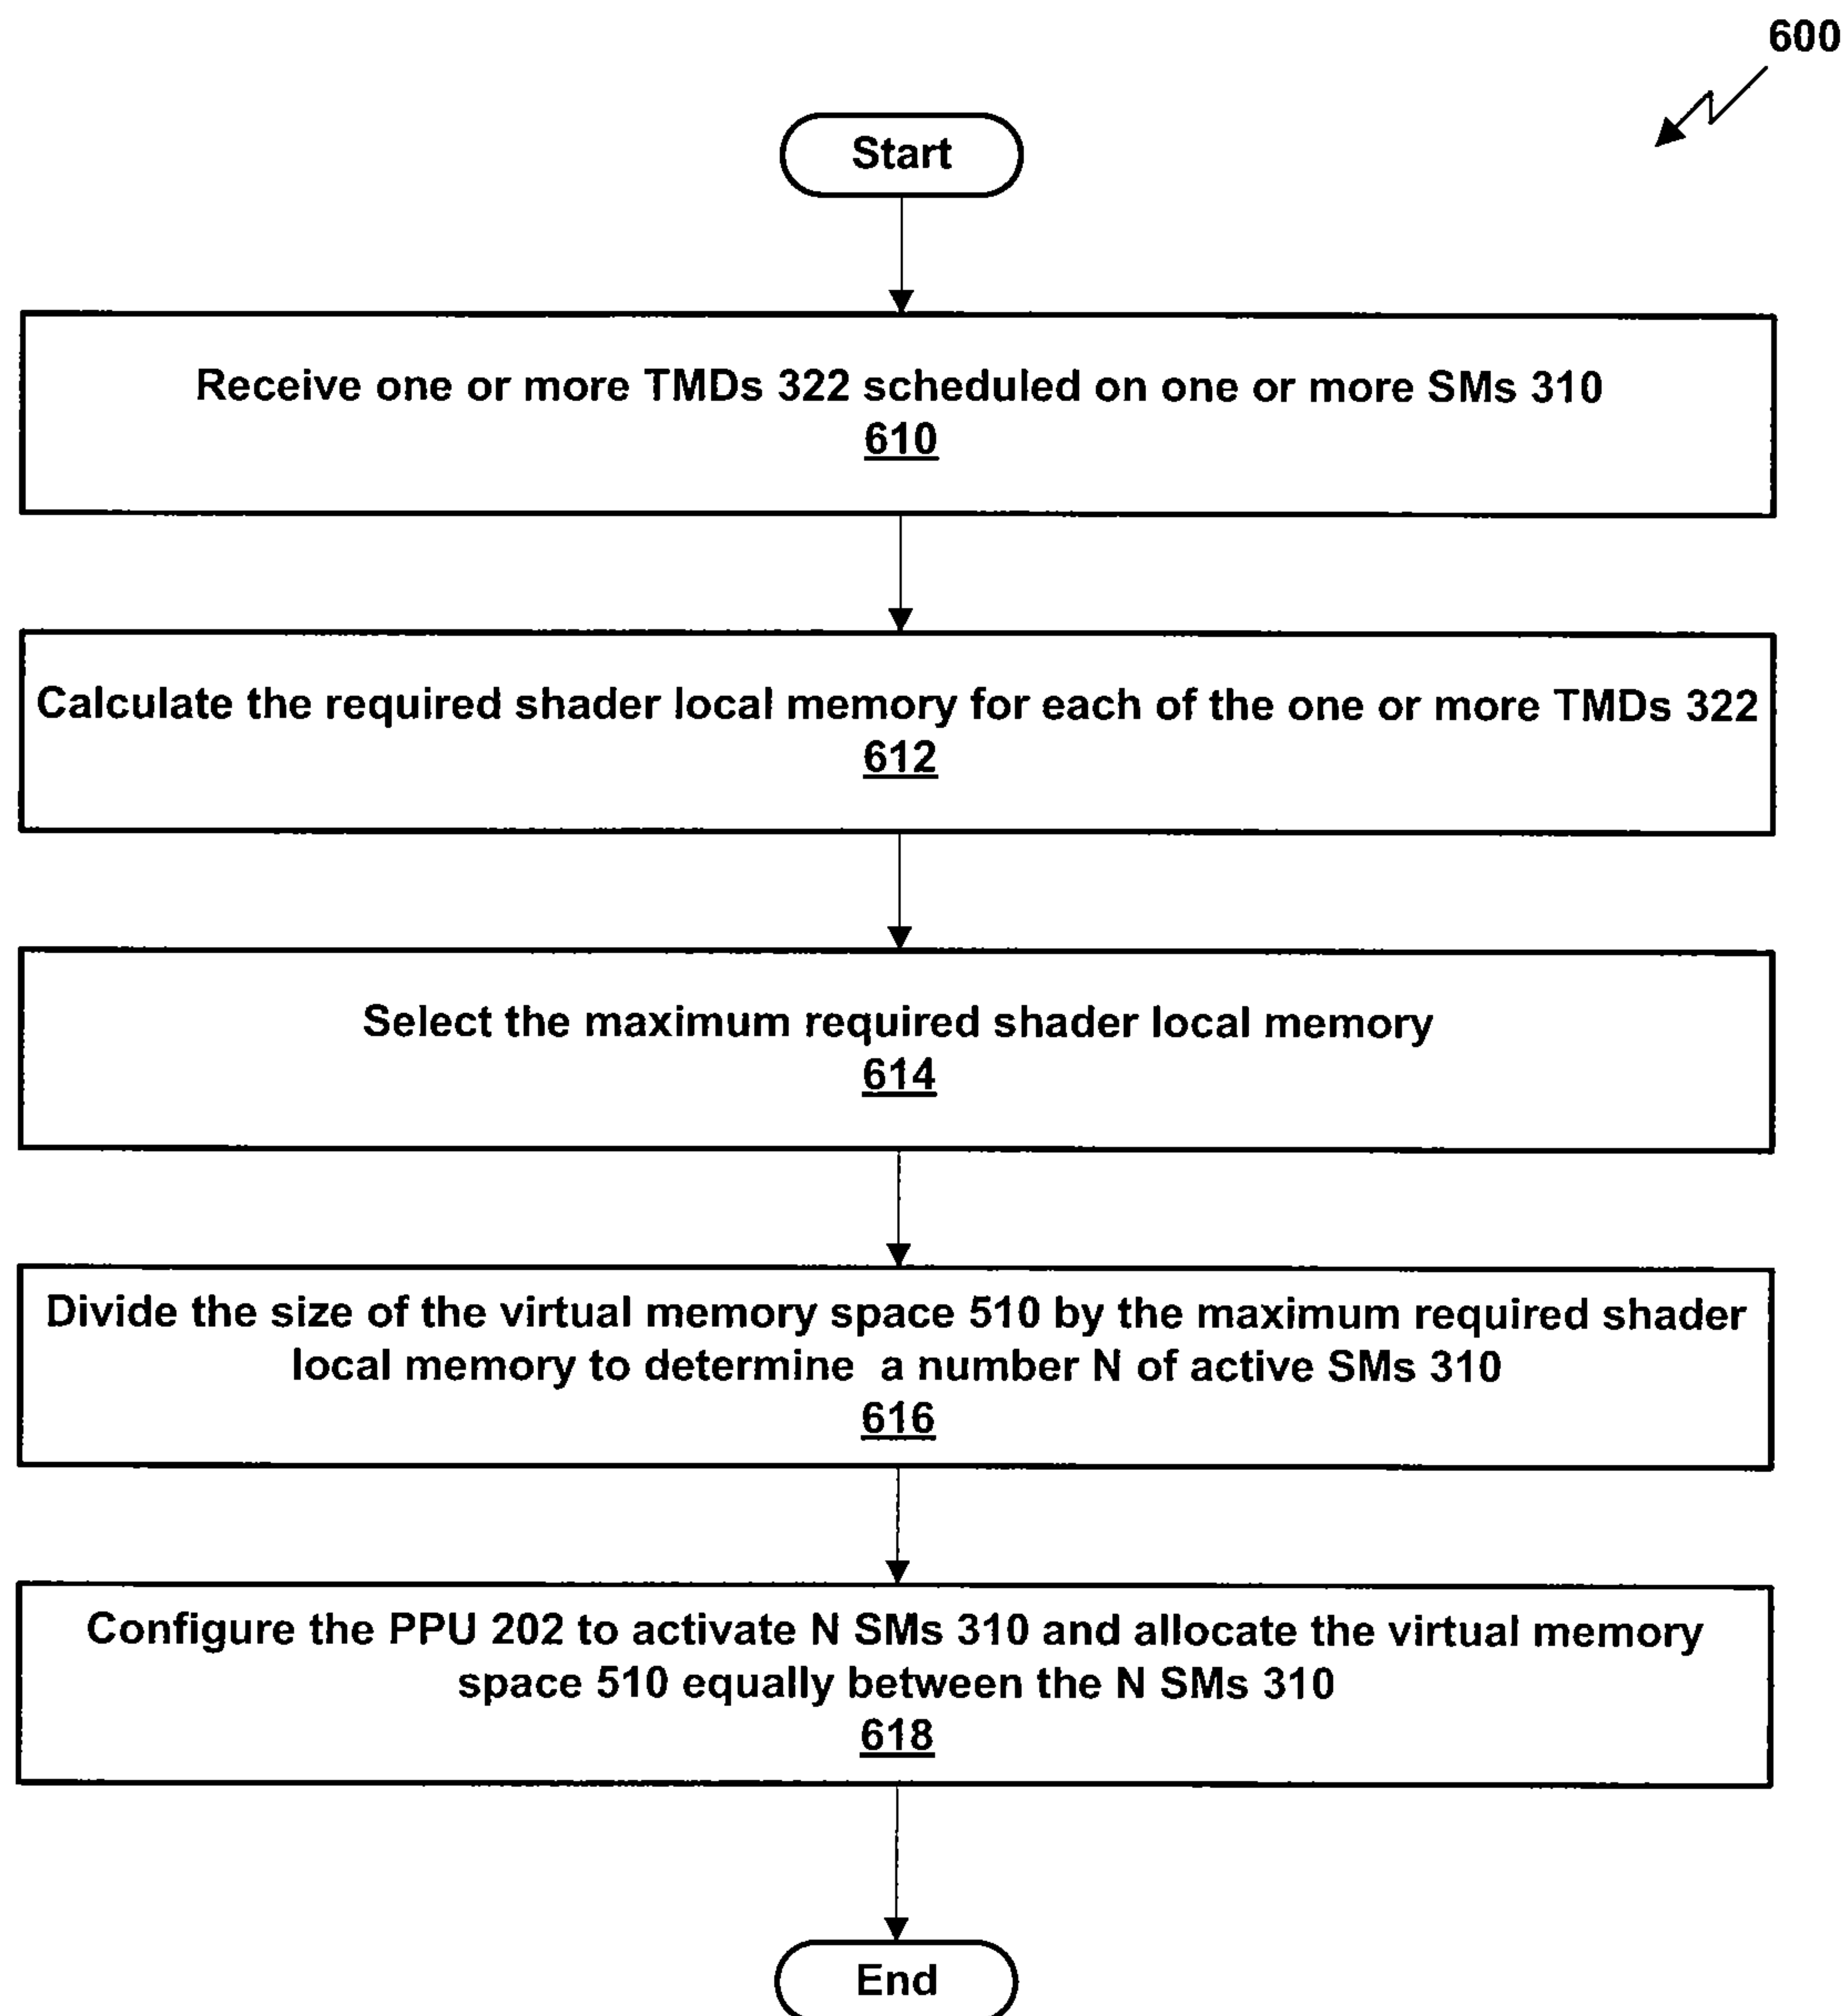 600
Start
Receive one or more TMDs 322 scheduled on one or more SMs 310
610
Calculate the required shader local memory for each of the one or more TMDs 322
612
Select the maximum required shader local memory
614
Divide the size of the virtual memory space 510 by the maximum required shader
local memory to determine a number N of active SMs 310
616
Configure the PPU 202 to activate N SMs 310 and allocate the virtual memory
space 510 equally between the N SMs 310
618
End